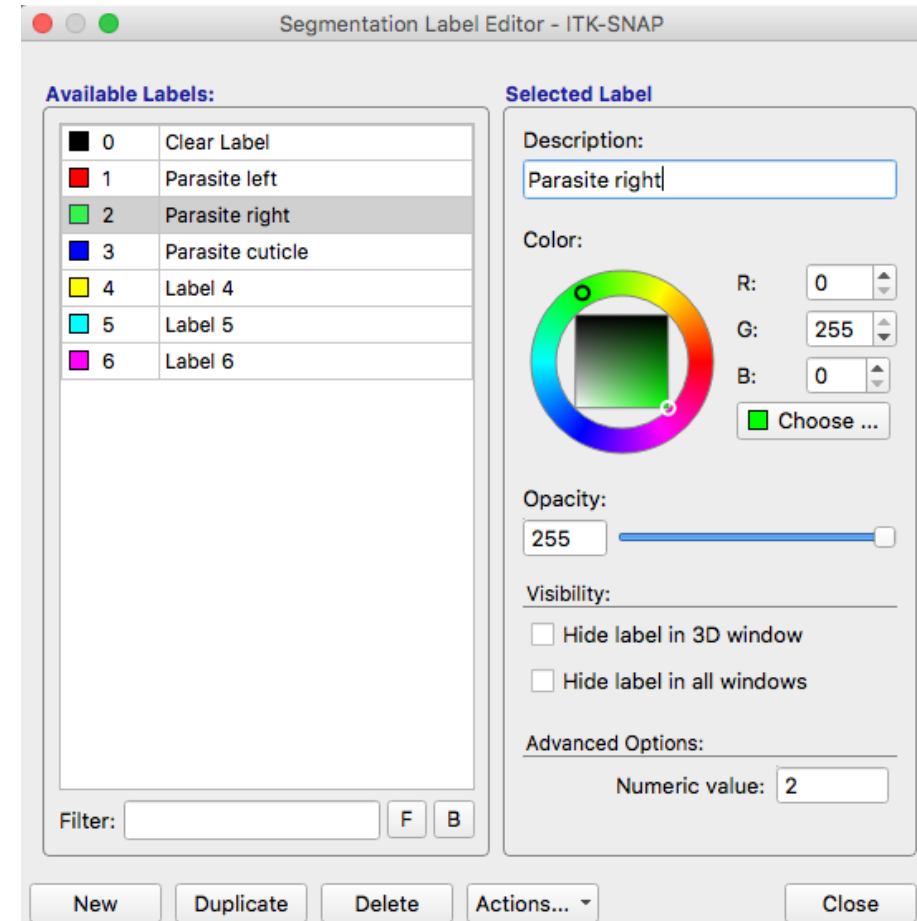 Segmentation Label Editor - ITK-SNAP
Available Labels:
0 Clear Label
1 Parasite left
2 Parasite right
3 Parasite cuticle
4 Label 4
5 Label 5
6 Label 6
Filter:
F
B
Selected Label
Description:
Parasite right
Color:
R: 0
G: 255
B: 0
Choose ...
Opacity:
255
Visibility:
Hide label in 3D window
Hide label in all windows
Advanced Options:
Numeric value: 2
New
Duplicate
Delete
Actions...
Close